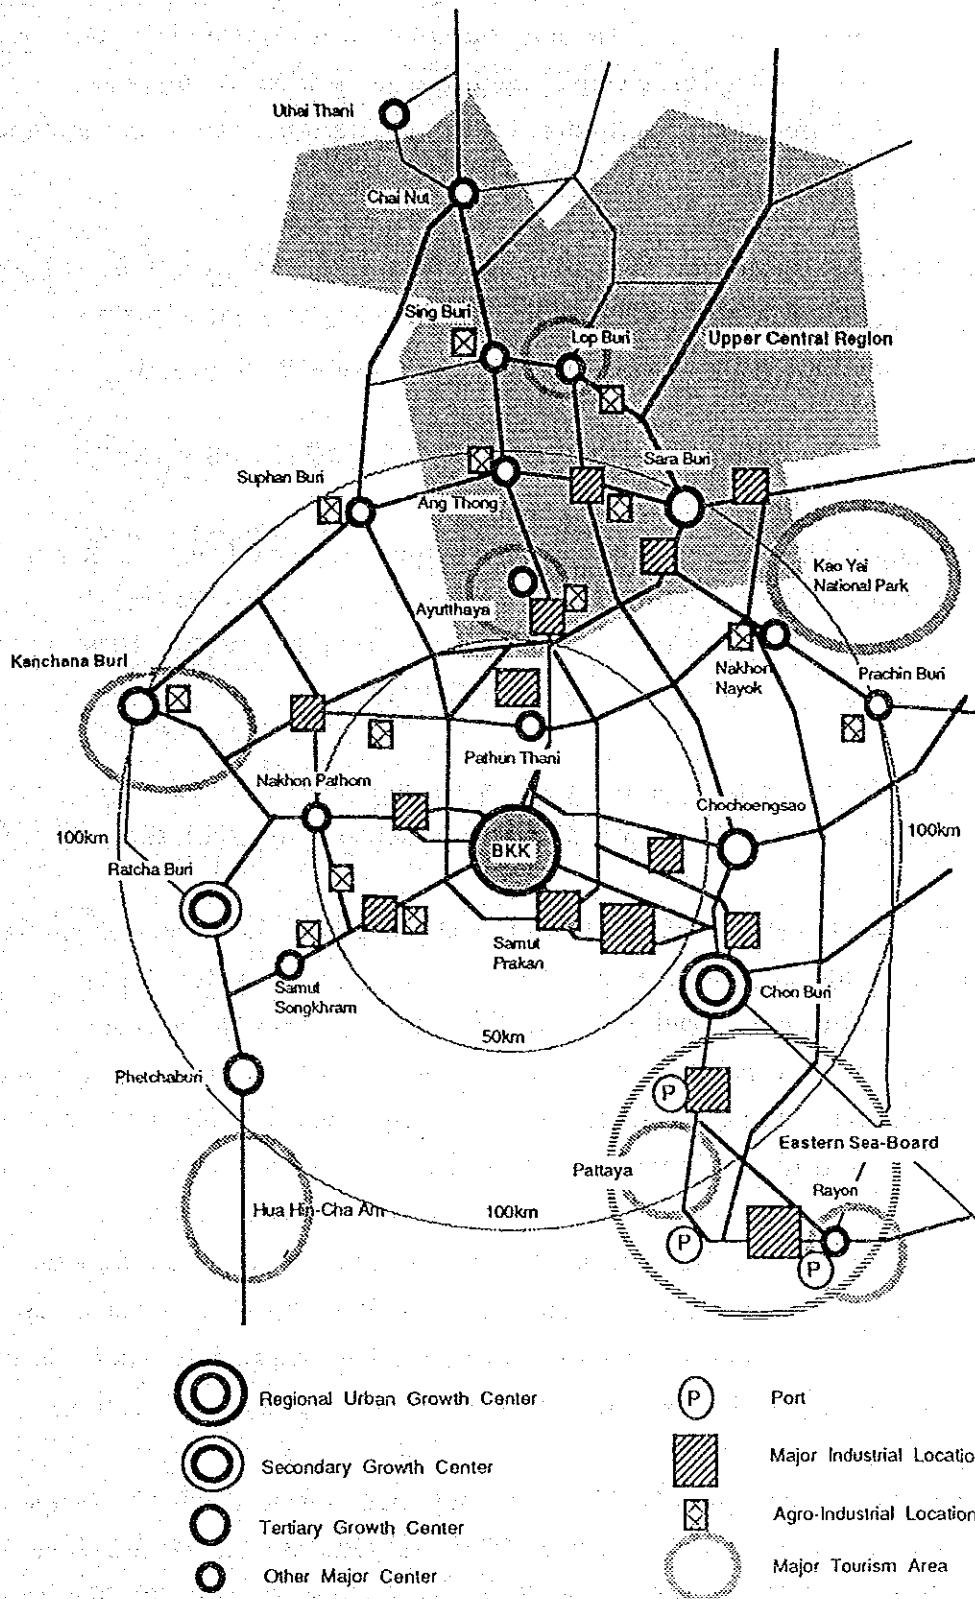 Uthai Thani
Chai Nut
Sing Buri
Lop Buri
Upper Central Region
Sara Buri
Suphan Buri
Ang Thong
Kao Yai
National Park
Ayutthaya
Kanchana Buri
Nakhon
Nayok
Prachin Buri
Pathun Thani
Nakhon Pathom
Chochoengsao
100km
BKK
100km
Ratcha Buri
Samut
Prakan
Samut
Songkhram
Chon Buri
50km
Phetchaburi
P
Eastern Sea-Board
Pattaya
Rayon
Hua Hin-Cha Am
100km
P
P
Regional Urban Growth Center
P
Port
Secondary Growth Center
Major Industrial Locatio
Tertiary Growth Center
Agro-Industrial Location
Other Major Center
Major Tourism Area